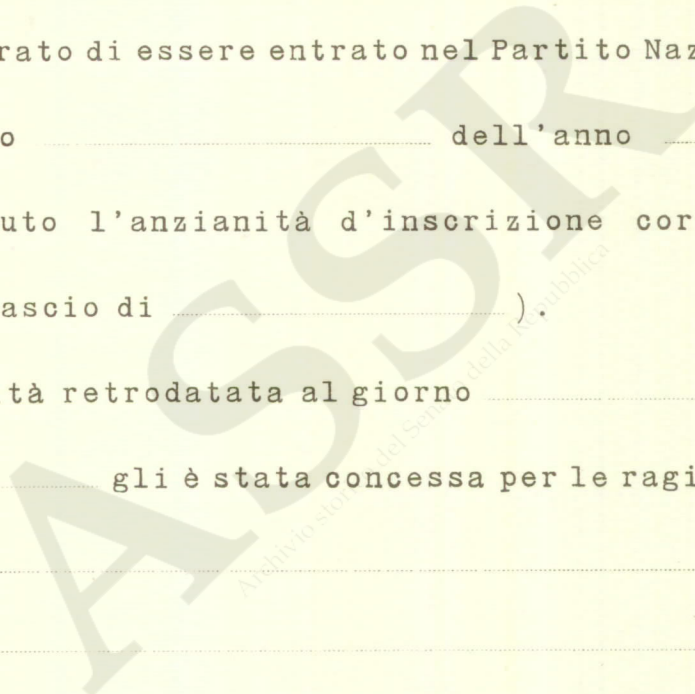 rato di essere entrato nel Partito Naz
o dell'anno
uto l'anzianità d'inscrizione cor
ascio di ).
tà retrodatata al giorno
gli è stata concessa per le ragi
ASSR
Archivio storico del Senato della Repubblica